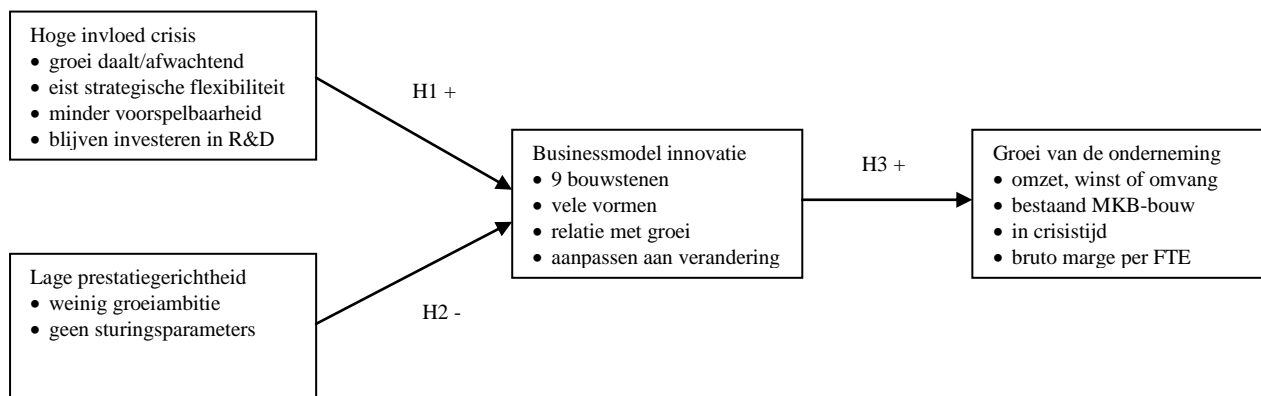 Hoge invloed crisis
• groei daalt/afwachtend
• eist strategische flexibiliteit
• minder voorspelbaarheid
• blijven investeren in R&D
H1 +
Businessmodel innovatie
• 9 bouwstenen
• vele vormen
• relatie met groei
• aanpassen aan verandering
H3 +
Groei van de onderneming
• omzet, winst of omvang
• bestaand MKB-bouw
• in crisistijd
• bruto marge per FTE
Lage prestatiegerichtheid
• weinig groeiambitie
• geen sturingsparameters
H2 -